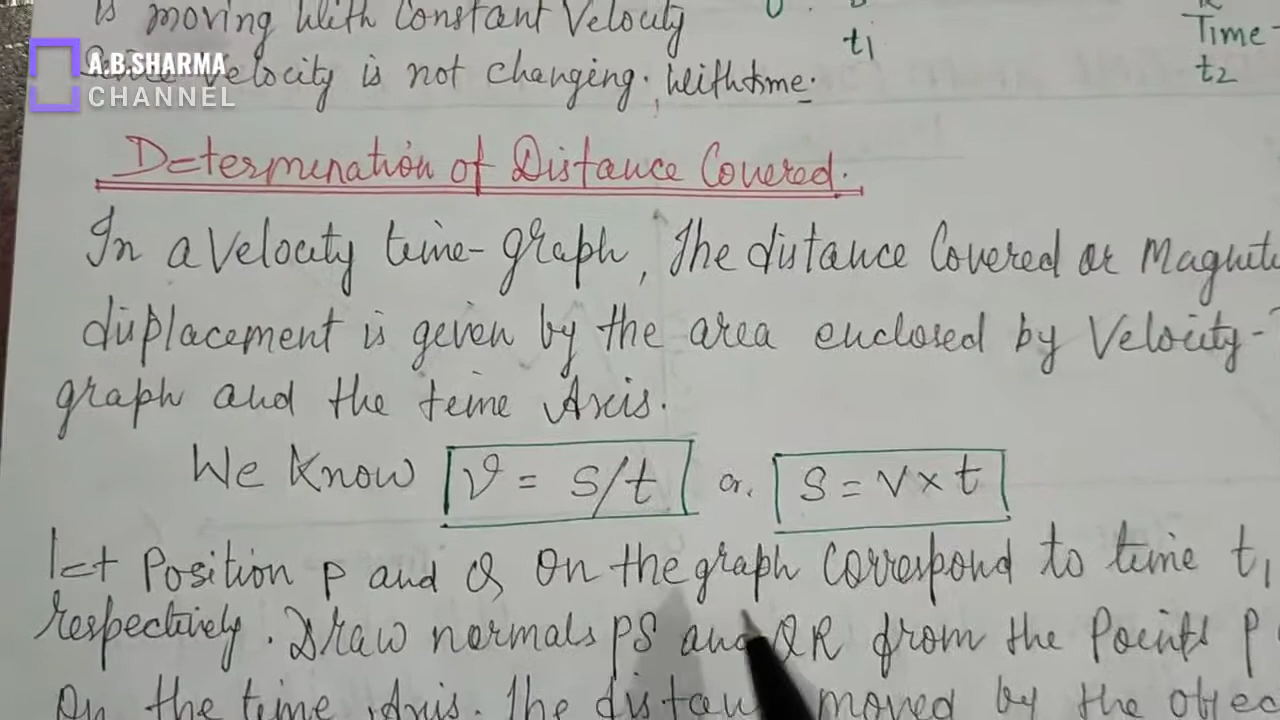 is moving with Constant Velocity
t1
Time
t2
A.B.SHARMA
CHANNEL
Velocity is not changing. with time.
Determination of Distance Covered.
In a Velocity time-graph, The distance Covered or Magnit
displacement is given by the area enclosed by Velocity-
graph and the time Axis.
We Know v = s/t or. S = v × t
let Position P and Q On the graph Correspond to time t1
respectively. Draw normals PS and QR from the Points P
On the time Axis. The distan moved by the objec